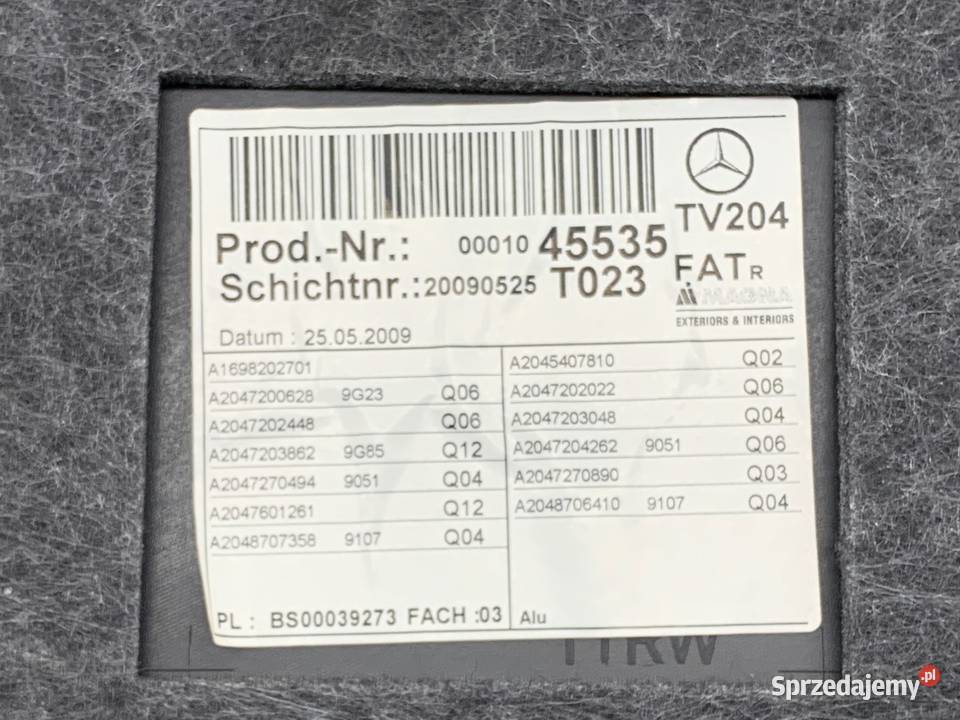 TV204
Prod.-Nr.: 00010 45535
FAT R
Schichtnr.:20090525 T023
MAGNA
EXTERIORS & INTERIORS
Datum : 25.05.2009
A1698202701
A2047200628 9G23 Q06
A2047202448 Q06
A2047203862 9G85 Q12
A2047270494 9051 Q04
A2047601261 Q12
A2048707358 9107 Q04
A2045407810 Q02
A2047202022 Q06
A2047203048 Q04
A2047204262 9051 Q06
A2047270890 Q03
A2048706410 9107 Q04
PL : BS00039273 FACH :03
Alu
Sprzedajemy.pl